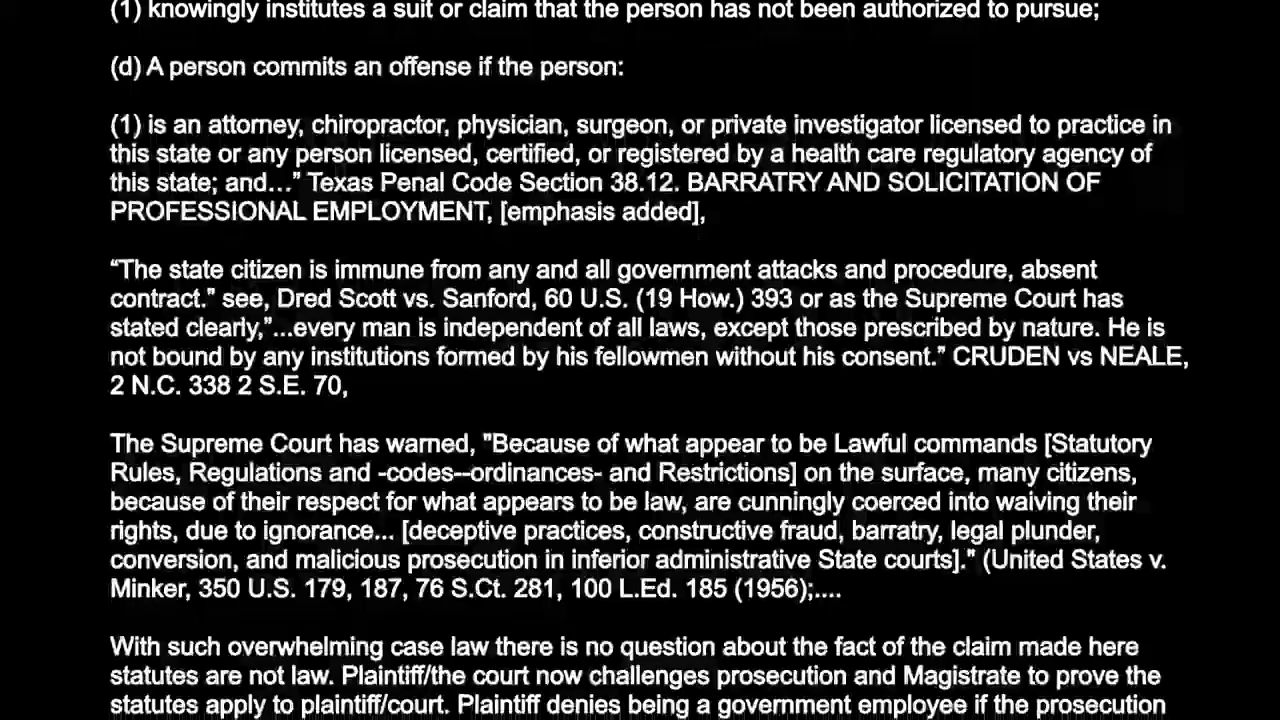 (1) knowingly institutes a suit or claim that the person has not been authorized to pursue;
(d) A person commits an offense if the person:
(1) is an attorney, chiropractor, physician, surgeon, or private investigator licensed to practice in
this state or any person licensed, certified, or registered by a health care regulatory agency of
this state; and…” Texas Penal Code Section 38.12. BARRATRY AND SOLICITATION OF
PROFESSIONAL EMPLOYMENT, [emphasis added],
“The state citizen is immune from any and all government attacks and procedure, absent
contract.” see, Dred Scott vs. Sanford, 60 U.S. (19 How.) 393 or as the Supreme Court has
stated clearly,”...every man is independent of all laws, except those prescribed by nature. He is
not bound by any institutions formed by his fellowmen without his consent.” CRUDEN vs NEALE,
2 N.C. 338 2 S.E. 70,
The Supreme Court has warned, "Because of what appear to be Lawful commands [Statutory
Rules, Regulations and -codes--ordinances- and Restrictions] on the surface, many citizens,
because of their respect for what appears to be law, are cunningly coerced into waiving their
rights, due to ignorance... [deceptive practices, constructive fraud, barratry, legal plunder,
conversion, and malicious prosecution in inferior administrative State courts]." (United States v.
Minker, 350 U.S. 179, 187, 76 S.Ct. 281, 100 L.Ed. 185 (1956);....
With such overwhelming case law there is no question about the fact of the claim made here
statutes are not law. Plaintiff/the court now challenges prosecution and Magistrate to prove the
statutes apply to plaintiff/court. Plaintiff denies being a government employee if the prosecution